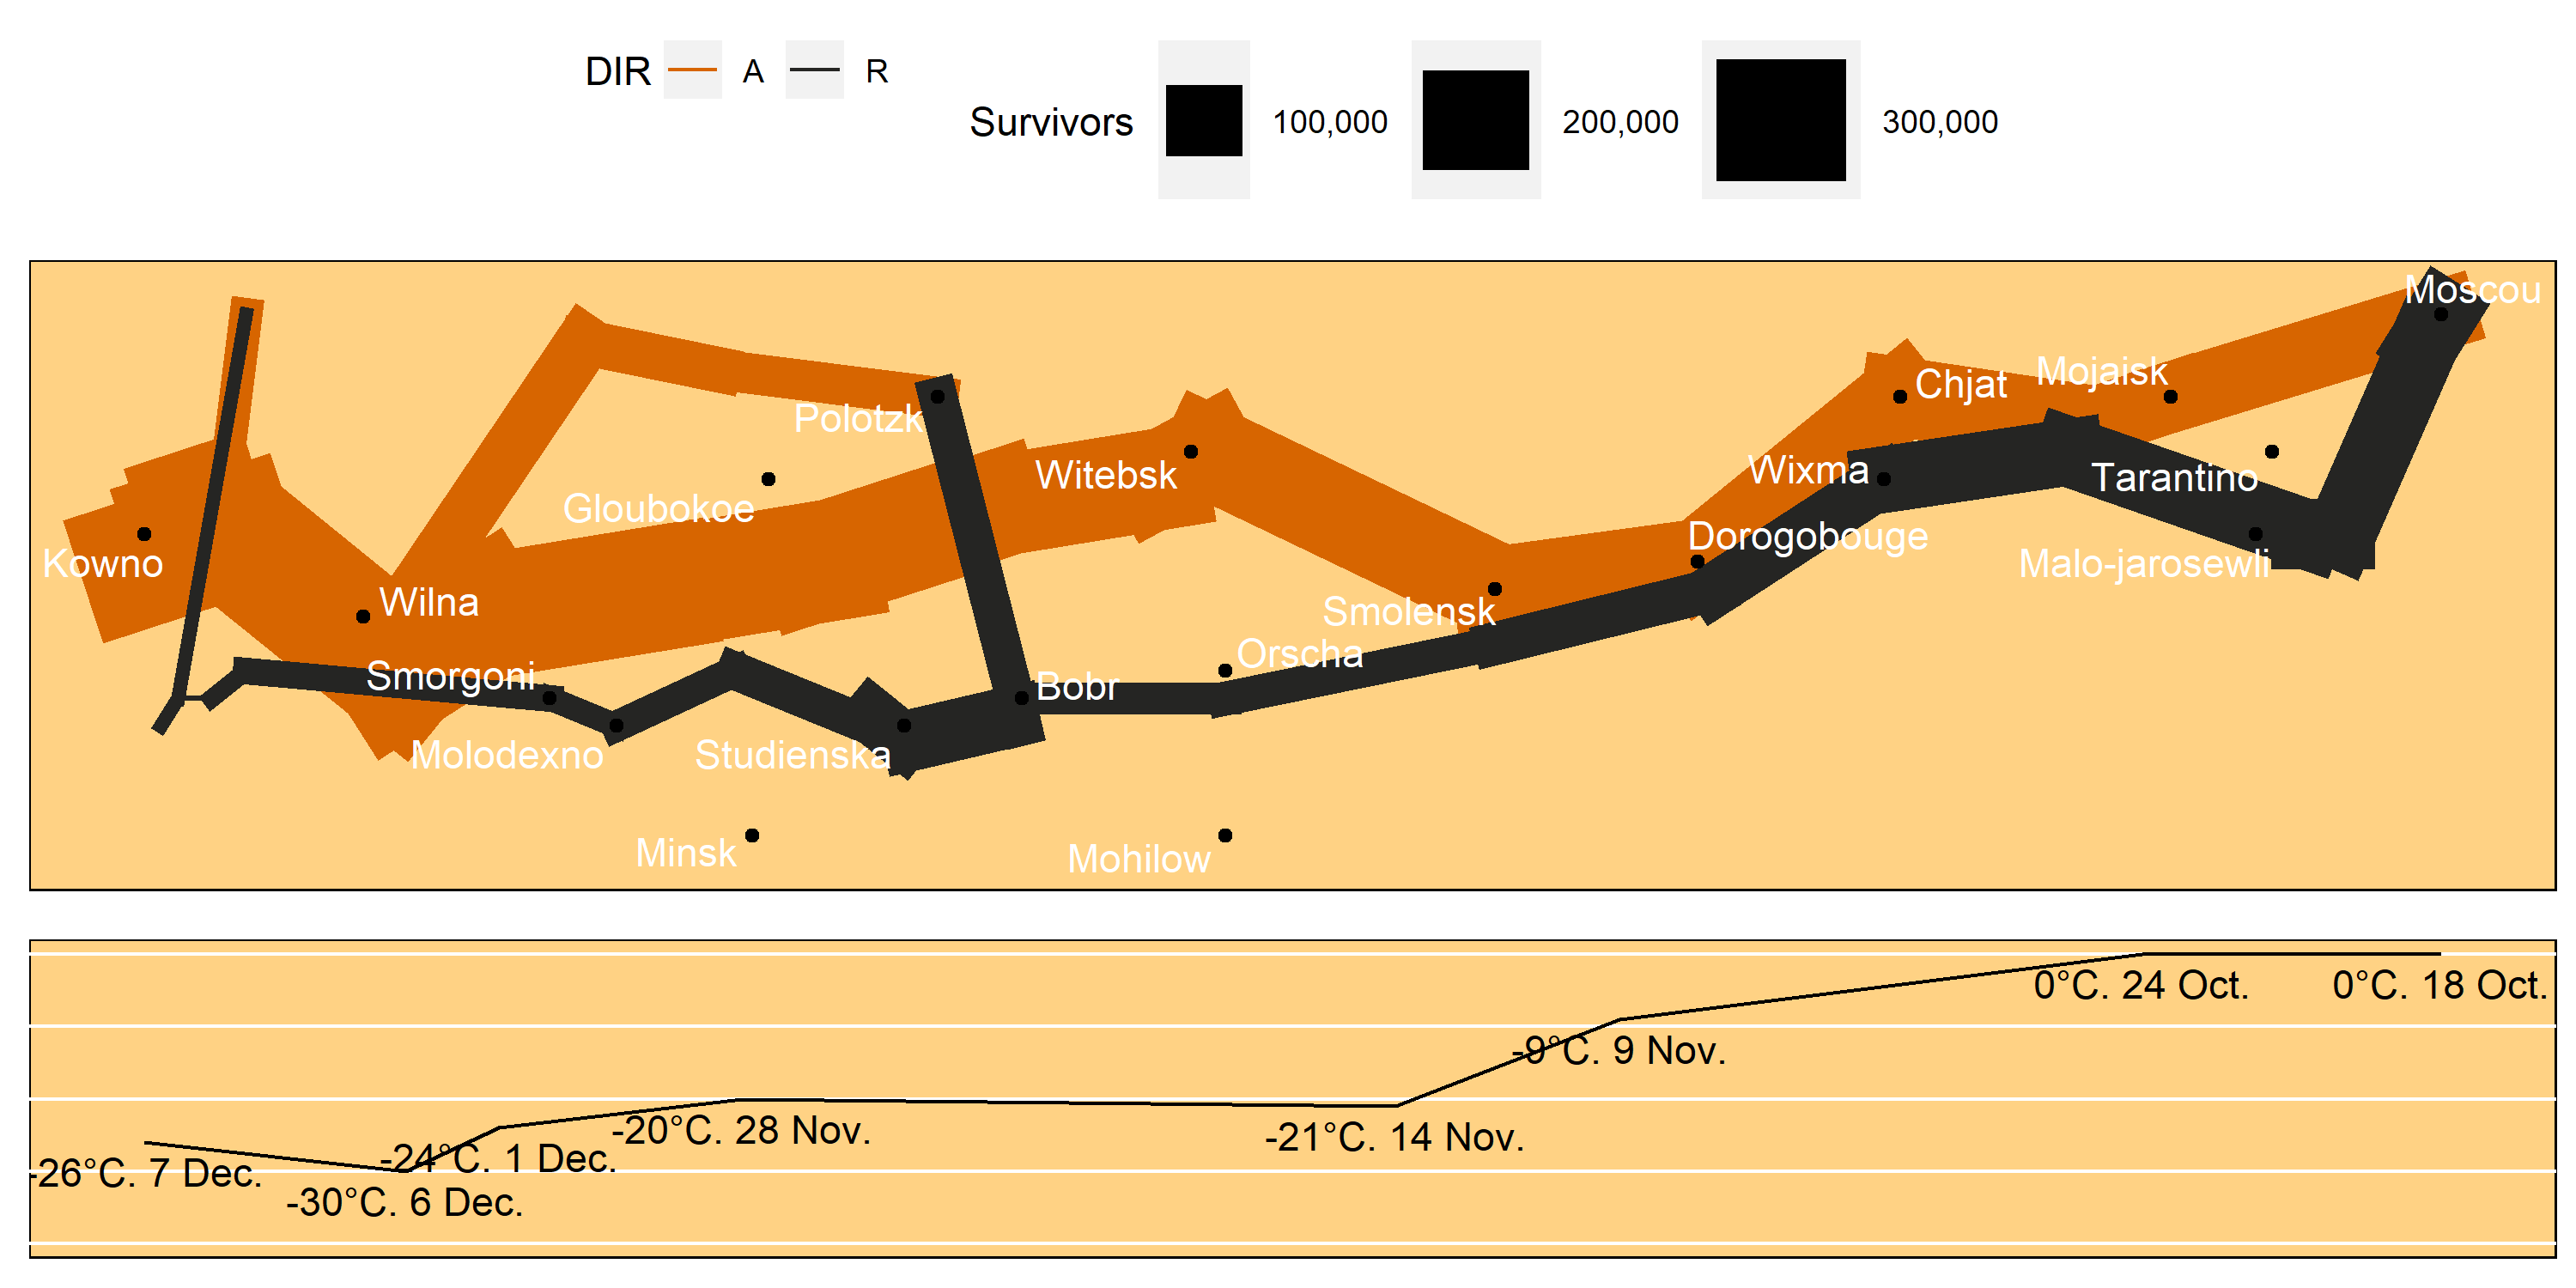 DIR A R
Survivors 100,000 200,000 300,000
Moscou
Chjat
Mojaisk
Polotzk
Witebsk
Wixma
Tarantino
Gloubokoe
Dorogobouge
Kowno
Malo-jarosewli
Wilna
Smolensk
Orscha
Smorgoni
Bobr
Molodexno
Studienska
Minsk
Mohilow
0°C. 24 Oct.
0°C. 18 Oct.
-9°C. 9 Nov.
-20°C. 28 Nov.
-21°C. 14 Nov.
-24°C. 1 Dec.
-26°C. 7 Dec.
-30°C. 6 Dec.